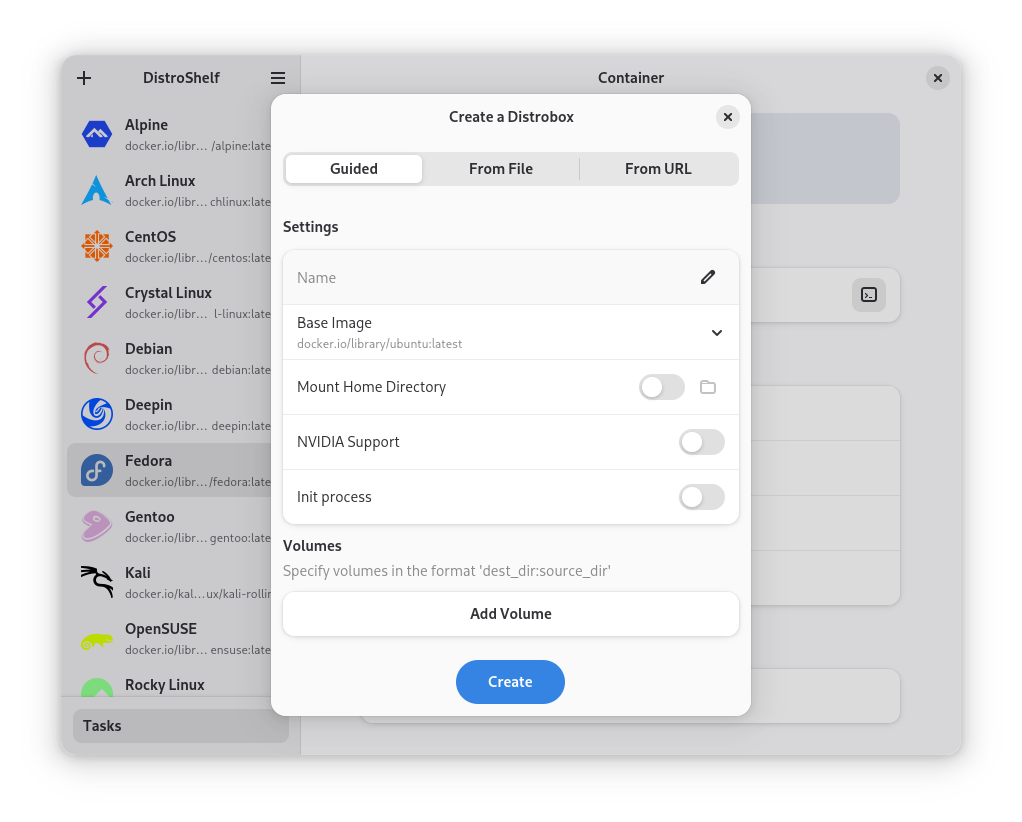 DistroShelf
Container
Alpine
docker.io/libr… /alpine:late
Arch Linux
docker.io/libr… chlinux:late
CentOS
docker.io/libr… /centos:late
Crystal Linux
docker.io/libr… l-linux:late
Debian
docker.io/libr… debian:late
Deepin
docker.io/libr… deepin:late
Fedora
docker.io/libr… /fedora:late
Gentoo
docker.io/libr… gentoo:late
Kali
docker.io/kal…ux/kali-rollin
OpenSUSE
docker.io/libr… ensuse:late
Rocky Linux
Tasks
Create a Distrobox
Guided
From File
From URL
Settings
Name
Base Image
docker.io/library/ubuntu:latest
Mount Home Directory
NVIDIA Support
Init process
Volumes
Specify volumes in the format 'dest_dir:source_dir'
Add Volume
Create